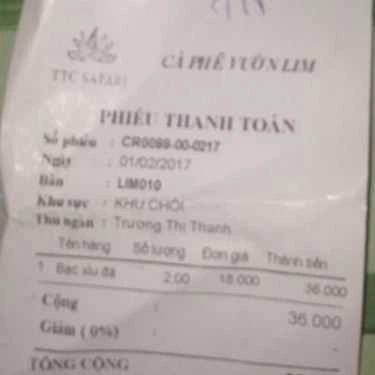 TTC SAFARI
CÀ PHÊ VƯỜN LIM
PHIẾU THANH TOÁN
Số phiếu : CR0089-00-0217
Ngày : 01/02/2017
Bàn : LIM010
Khu vực : KHU CHÒI
Thu ngân : Trương Thị Thanh
Tên hàng Số lượng Đơn giá Thành tiền
1 Bạc xỉu đá 2.00 18.000 36.000
Cộng : 36.000
Giảm ( 0%) : -
TỔNG CỘNG